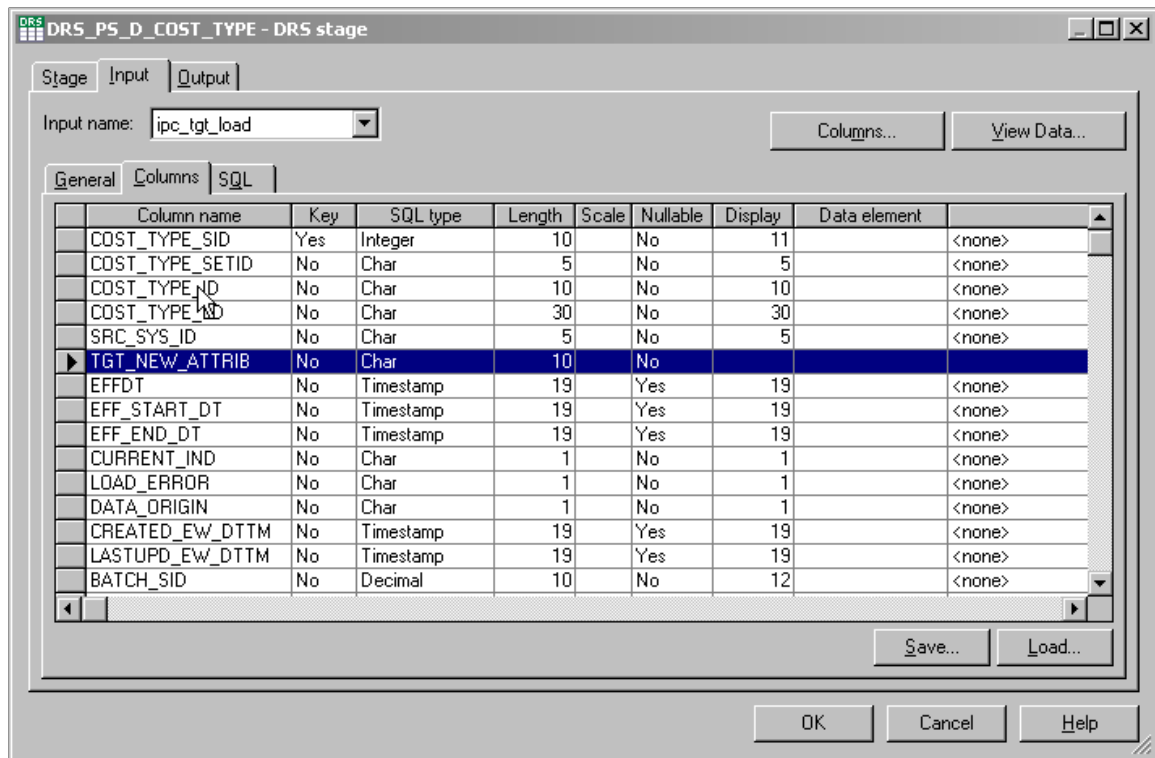 DRS DRS_PS_D_COST_TYPE - DRS stage
Stage Input Output
Input name: ipc_tgt_load Columns... View Data...
General Columns SQL
Column name Key SQL type Length Scale Nullable Display Data element
COST_TYPE_SID Yes Integer 10 No 11 <none>
COST_TYPE_SETID No Char 5 No 5 <none>
COST_TYPE_ID No Char 10 No 10 <none>
No Char 30 No 30 <none>
SRC_SYS_ID No Char 5 No 5 <none>
TGT_NEW_ATTRIB No Char 10 No
EFFDT No Timestamp 19 Yes 19 <none>
EFF_START_DT No Timestamp 19 Yes 19 <none>
EFF_END_DT No Timestamp 19 Yes 19 <none>
CURRENT_IND No Char 1 No 1 <none>
LOAD_ERROR No Char 1 No 1 <none>
DATA_ORIGIN No Char 1 No 1 <none>
CREATED_EW_DTTM No Timestamp 19 Yes 19 <none>
LASTUPD_EW_DTTM No Timestamp 19 Yes 19 <none>
BATCH_SID No Decimal 10 No 12 <none>
Save... Load...
OK Cancel Help